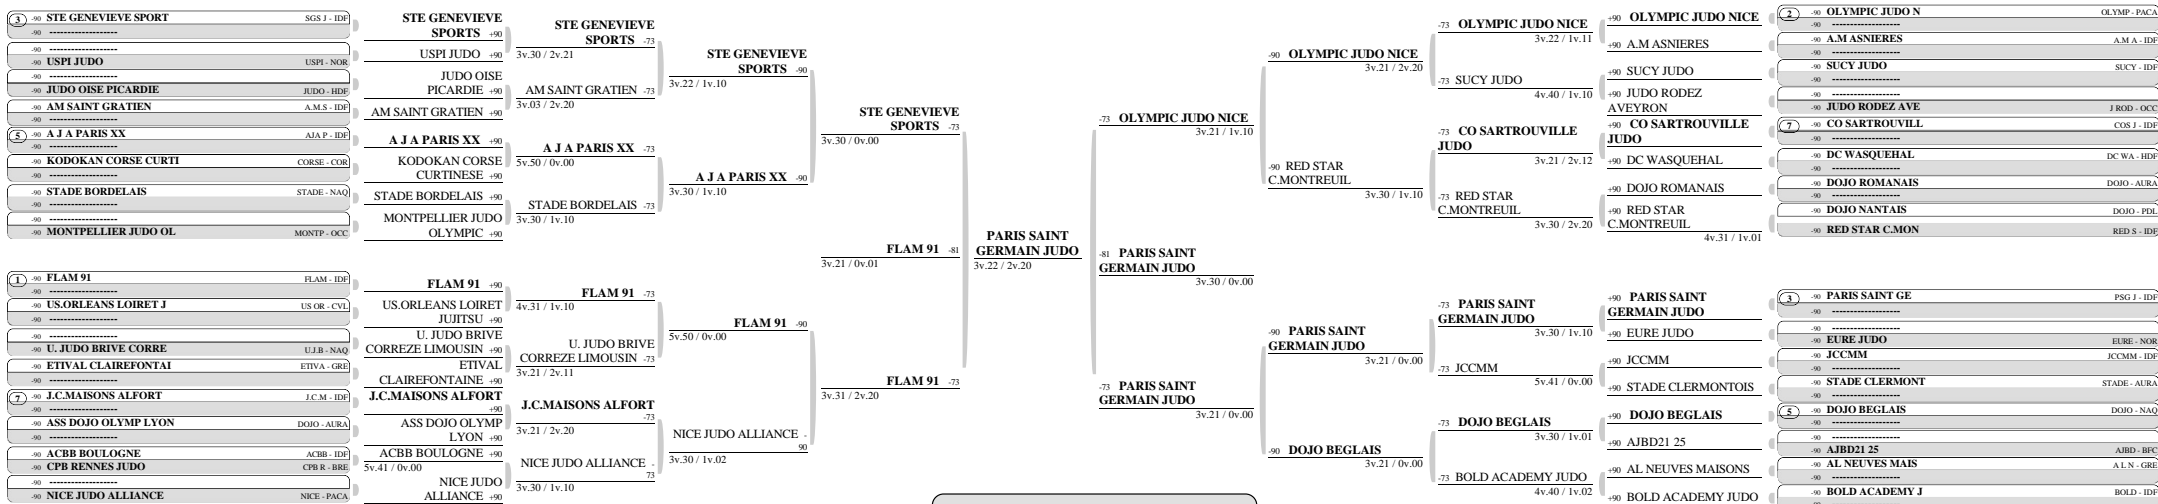 3 -90 STE GENEVIEVE SPORT SGS J - IDF
-90 -------------------
-90 -------------------
-90 USPI JUDO USPI - NOR
-90 -------------------
-90 JUDO OISE PICARDIE JUDO - HDF
-90 AM SAINT GRATIEN A.M.S - IDF
-90 -------------------
5 -90 A J A PARIS XX AJA P - IDF
-90 -------------------
-90 KODOKAN CORSE CURTI CORSE - COR
-90 -------------------
-90 STADE BORDELAIS STADE - NAQ
-90 -------------------
-90 -------------------
-90 MONTPELLIER JUDO OL MONTP - OCC
1 -90 FLAM 91 FLAM - IDF
-90 -------------------
-90 US.ORLEANS LOIRET J US OR - CVL
-90 -------------------
-90 -------------------
-90 U. JUDO BRIVE CORRE U.J.B - NAQ
-90 ETIVAL CLAIREFONTAI ETIVA - GRE
-90 -------------------
7 -90 J.C.MAISONS ALFORT J.C.M - IDF
-90 -------------------
-90 ASS DOJO OLYMP LYON DOJO - AURA
-90 -------------------
-90 ACBB BOULOGNE ACBB - IDF
-90 CPB RENNES JUDO CPB R - BRE
-90 -------------------
-90 NICE JUDO ALLIANCE NICE - PACA
STE GENEVIEVE
SPORTS +90
USPI JUDO +90
JUDO OISE
PICARDIE +90
AM SAINT GRATIEN +90
A J A PARIS XX +90
KODOKAN CORSE
CURTINESE +90
STADE BORDELAIS +90
MONTPELLIER JUDO
OLYMPIC +90
FLAM 91 +90
US.ORLEANS LOIRET
JUJITSU +90
U. JUDO BRIVE
CORREZE LIMOUSIN +90
ETIVAL
CLAIREFONTAINE +90
J.C.MAISONS ALFORT
+90
ASS DOJO OLYMP
LYON +90
ACBB BOULOGNE +90
5v.41 / 0v.00
NICE JUDO
ALLIANCE +90
STE GENEVIEVE
SPORTS -73
3v.30 / 2v.21
AM SAINT GRATIEN -73
3v.03 / 2v.20
A J A PARIS XX -73
5v.50 / 0v.00
STADE BORDELAIS -73
3v.30 / 1v.10
FLAM 91 -73
4v.31 / 1v.10
U. JUDO BRIVE
CORREZE LIMOUSIN -73
3v.21 / 2v.11
J.C.MAISONS ALFORT
-73
3v.21 / 2v.20
NICE JUDO ALLIANCE -
73
3v.30 / 1v.10
STE GENEVIEVE
SPORTS -90
3v.22 / 1v.10
A J A PARIS XX -90
3v.30 / 1v.10
FLAM 91 -90
5v.50 / 0v.00
NICE JUDO ALLIANCE -
90
3v.30 / 1v.02
STE GENEVIEVE
SPORTS -73
3v.30 / 0v.00
FLAM 91 -81
3v.21 / 0v.01
FLAM 91 -73
3v.31 / 2v.20
PARIS SAINT
GERMAIN JUDO
3v.22 / 2v.20
-73 OLYMPIC JUDO NICE
3v.21 / 1v.10
-81 PARIS SAINT
GERMAIN JUDO
3v.30 / 0v.00
-73 PARIS SAINT
GERMAIN JUDO
3v.21 / 0v.00
-90 OLYMPIC JUDO NICE
3v.21 / 2v.20
-90 RED STAR
C.MONTREUIL
3v.30 / 1v.10
-90 PARIS SAINT
GERMAIN JUDO
3v.21 / 0v.00
-90 DOJO BEGLAIS
3v.21 / 0v.00
-73 OLYMPIC JUDO NICE
3v.22 / 1v.11
-73 SUCY JUDO
4v.40 / 1v.10
-73 CO SARTROUVILLE
JUDO
3v.21 / 2v.12
-73 RED STAR
C.MONTREUIL
3v.30 / 2v.20
-73 PARIS SAINT
GERMAIN JUDO
3v.30 / 1v.10
-73 JCCMM
5v.41 / 0v.00
-73 DOJO BEGLAIS
3v.30 / 1v.01
-73 BOLD ACADEMY JUDO
4v.40 / 1v.02
+90 OLYMPIC JUDO NICE
+90 A.M ASNIERES
+90 SUCY JUDO
+90 JUDO RODEZ
AVEYRON
+90 CO SARTROUVILLE
JUDO
+90 DC WASQUEHAL
+90 DOJO ROMANAIS
+90 RED STAR
C.MONTREUIL
4v.31 / 1v.01
+90 PARIS SAINT
GERMAIN JUDO
+90 EURE JUDO
+90 JCCMM
+90 STADE CLERMONTOIS
+90 DOJO BEGLAIS
+90 AJBD21 25
+90 AL NEUVES MAISONS
+90 BOLD ACADEMY JUDO
2 -90 OLYMPIC JUDO N OLYMP - PACA
-90 -------------------
-90 A.M ASNIERES A.M A - IDF
-90 -------------------
-90 SUCY JUDO SUCY - IDF
-90 -------------------
-90 -------------------
-90 JUDO RODEZ AVE J ROD - OCC
7 -90 CO SARTROUVILL COS J - IDF
-90 -------------------
-90 DC WASQUEHAL DC WA - HDF
-90 -------------------
-90 DOJO ROMANAIS DOJO - AURA
-90 -------------------
-90 DOJO NANTAIS DOJO - PDL
-90 RED STAR C.MON RED S - IDF
3 -90 PARIS SAINT GE PSG J - IDF
-90 -------------------
-90 -------------------
-90 EURE JUDO EURE - NOR
-90 JCCMM JCCMM - IDF
-90 -------------------
-90 STADE CLERMONT STADE - AURA
-90 -------------------
5 -90 DOJO BEGLAIS DOJO - NAQ
-90 -------------------
-90 -------------------
-90 AJBD21 25 AJBD - BFC
-90 AL NEUVES MAIS A L N - GRE
-90 -------------------
-90 BOLD ACADEMY J BOLD - IDF